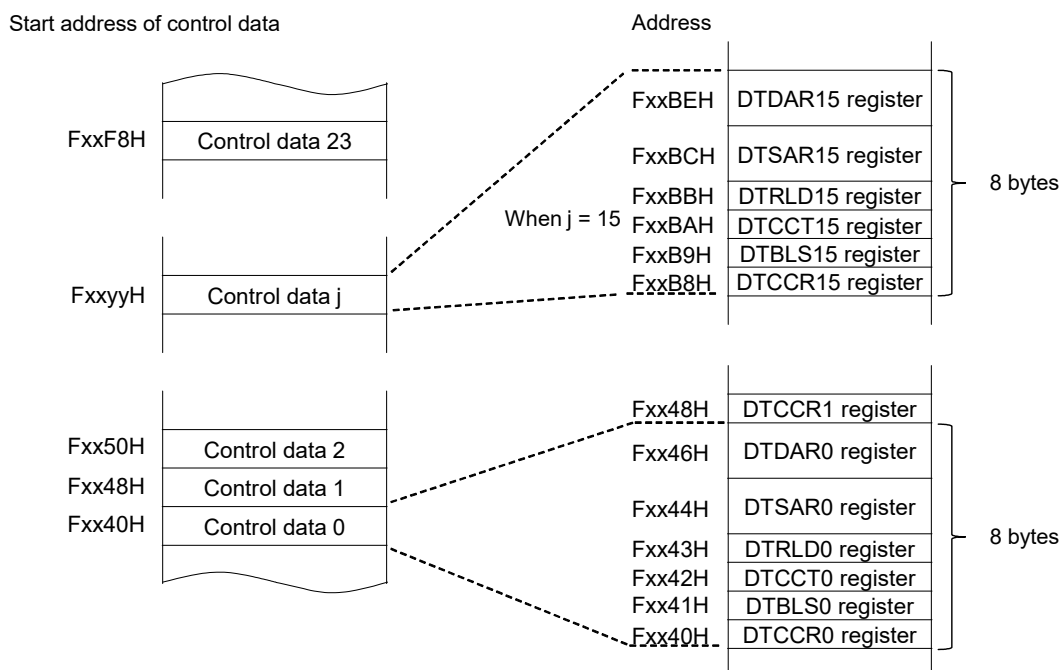 Start address of control data
Address
FxxF8H Control data 23
FxxyyH Control data j
Fxx50H Control data 2
Fxx48H Control data 1
Fxx40H Control data 0
When j = 15
FxxBEH DTDAR15 register
FxxBCH DTSAR15 register
FxxBBH DTRLD15 register
FxxBAH DTCCT15 register
FxxB9H DTBLS15 register
FxxB8H DTCCR15 register
8 bytes
Fxx48H DTCCR1 register
Fxx46H DTDAR0 register
Fxx44H DTSAR0 register
Fxx43H DTRLD0 register
Fxx42H DTCCT0 register
Fxx41H DTBLS0 register
Fxx40H DTCCR0 register
8 bytes